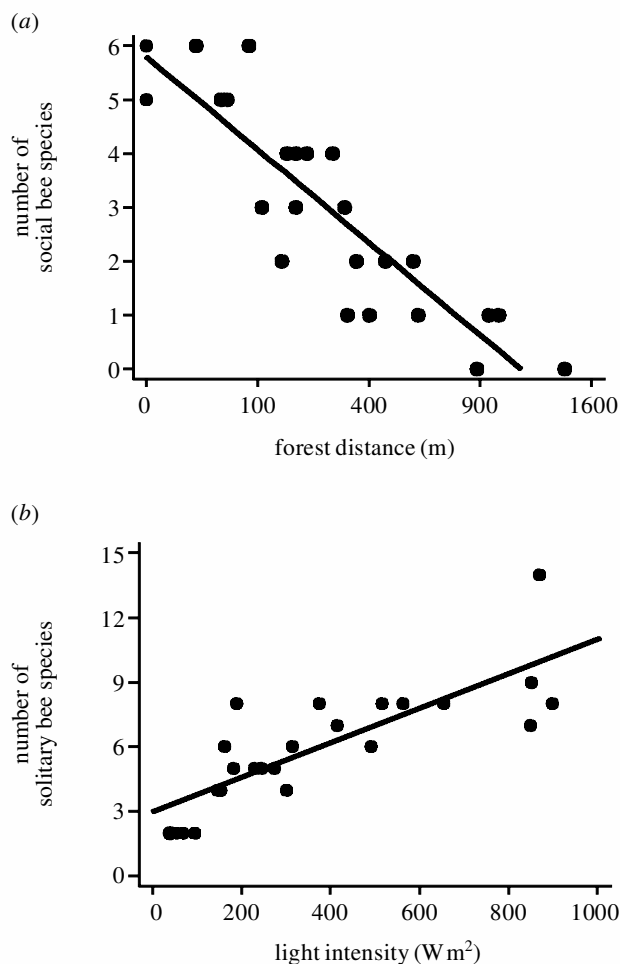 (a)
number of
social bee species
6
5
4
3
2
1
0
0 100 400 900 1600
forest distance (m)
(b)
number of
solitary bee species
15
12
9
6
3
0
0 200 400 600 800 1000
light intensity (W m²)